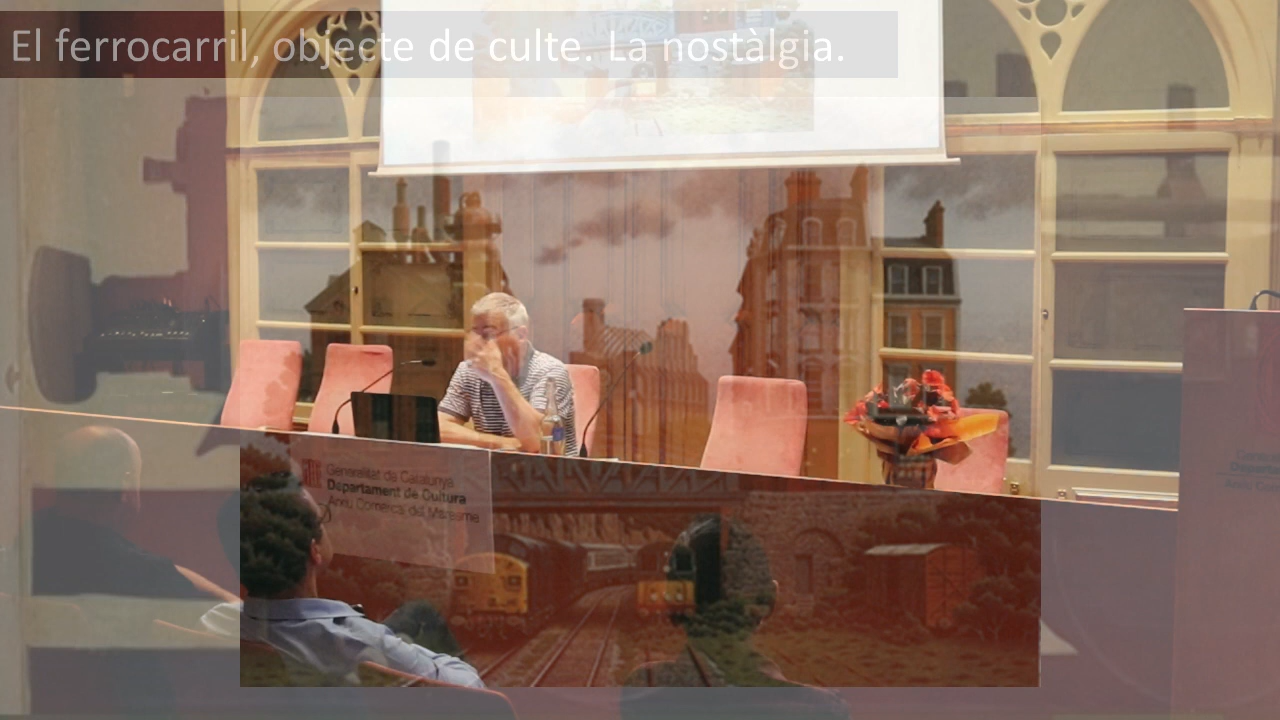 El ferrocarril, objecte de culte. La nostàlgia.
Generalitat de Catalunya
Departament de Cultura
Arxiu Comarcal del Maresme